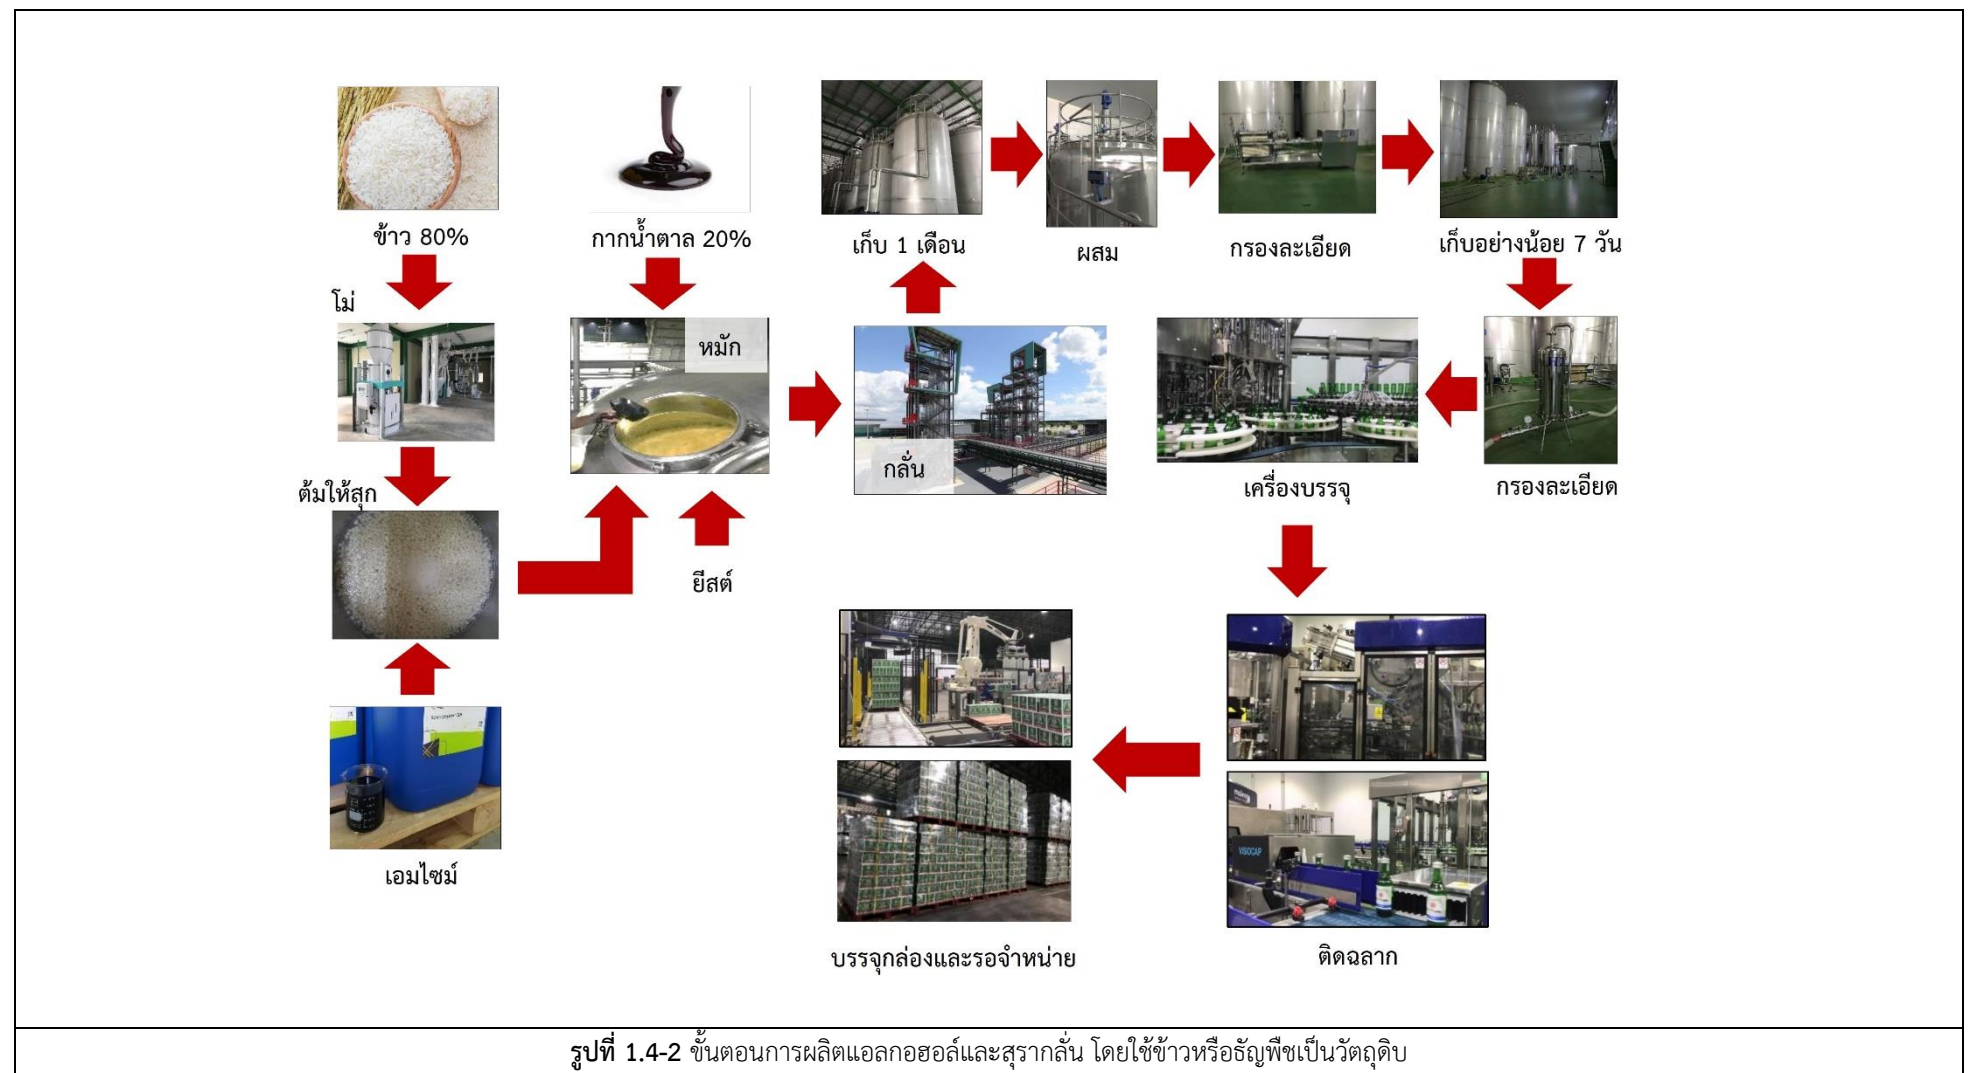 ข้าว 80%
กากน้ำตาล 20%
เก็บ 1 เดือน
ผสม
กรองละเอียด
เก็บอย่างน้อย 7 วัน
โม่
หมัก
กลั่น
เครื่องบรรจุ
กรองละเอียด
ต้มให้สุก
ยีสต์
เอมไซม์
VISIOCAP
บรรจุกล่องและรอจำหน่าย
ติดฉลาก
รูปที่ 1.4-2 ขั้นตอนการผลิตแอลกอฮอล์และสุรากลั่น โดยใช้ข้าวหรือธัญพืชเป็นวัตถุดิบ